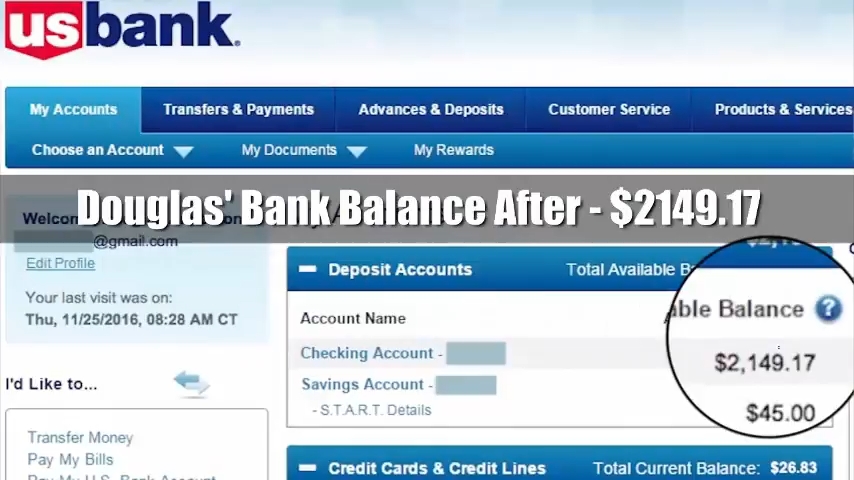 usbank.
My Accounts Transfers & Payments Advances & Deposits Customer Service Products & Services
Choose an Account My Documents My Rewards
Douglas' Bank Balance After - $2149.17
@gmail.com
Edit Profile
Your last visit was on:
Thu, 11/25/2016, 08:28 AM CT
I'd Like to...
Transfer Money
Pay My Bills
Deposit Accounts Total Available
Account Name able Balance ?
Checking Account - $2,149.17
Savings Account - $45.00
- S.T.A.R.T. Details
Credit Cards & Credit Lines Total Current Balance: $26.83